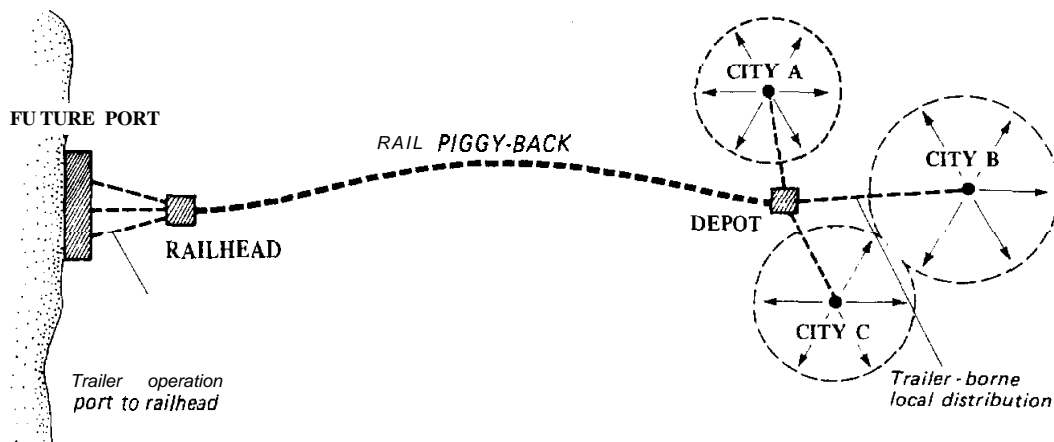 FUTURE PORT
RAILHEAD
Trailer operation
port to railhead
RAIL PIGGY-BACK
DEPOT
CITY A
CITY B
CITY C
Trailer-borne
local distribution